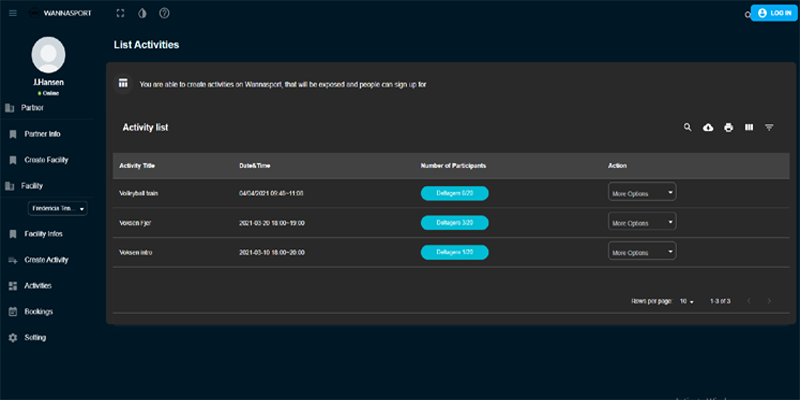 WANNASPORT
LOG IN
List Activities
J.Hansen
Online
Partner
Partner Info
Create Facility
Facility
Fredericia Ten...
Facility Infos
Create Activity
Activities
Bookings
Setting
You are able to create activities on Wannasport, that will be exposed and people can sign up for
Activity list
Activity Title Date&Time Number of Participants Action
Volleyball train 04/04/2021 09:45~11:00 Deltagere 0/20 More Options
Voksen Fjer 2021-03-20 18:00~19:00 Deltagere 3/20 More Options
Voksen intro 2021-03-10 18:00~20:00 Deltagere 1/20 More Options
Rows per page: 10 1-3 of 3